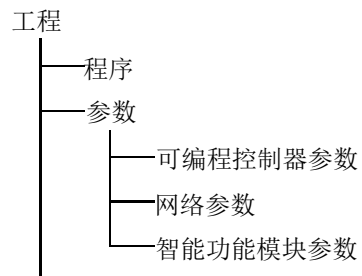 工程
程序
参数
可编程控制器参数
网络参数
智能功能模块参数